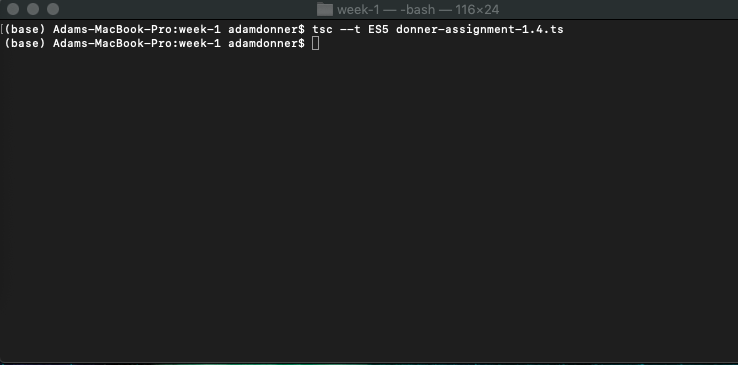 week-1 — -bash — 116×24
[(base) Adams-MacBook-Pro:week-1 adamdonner$ tsc --t ES5 donner-assignment-1.4.ts
(base) Adams-MacBook-Pro:week-1 adamdonner$